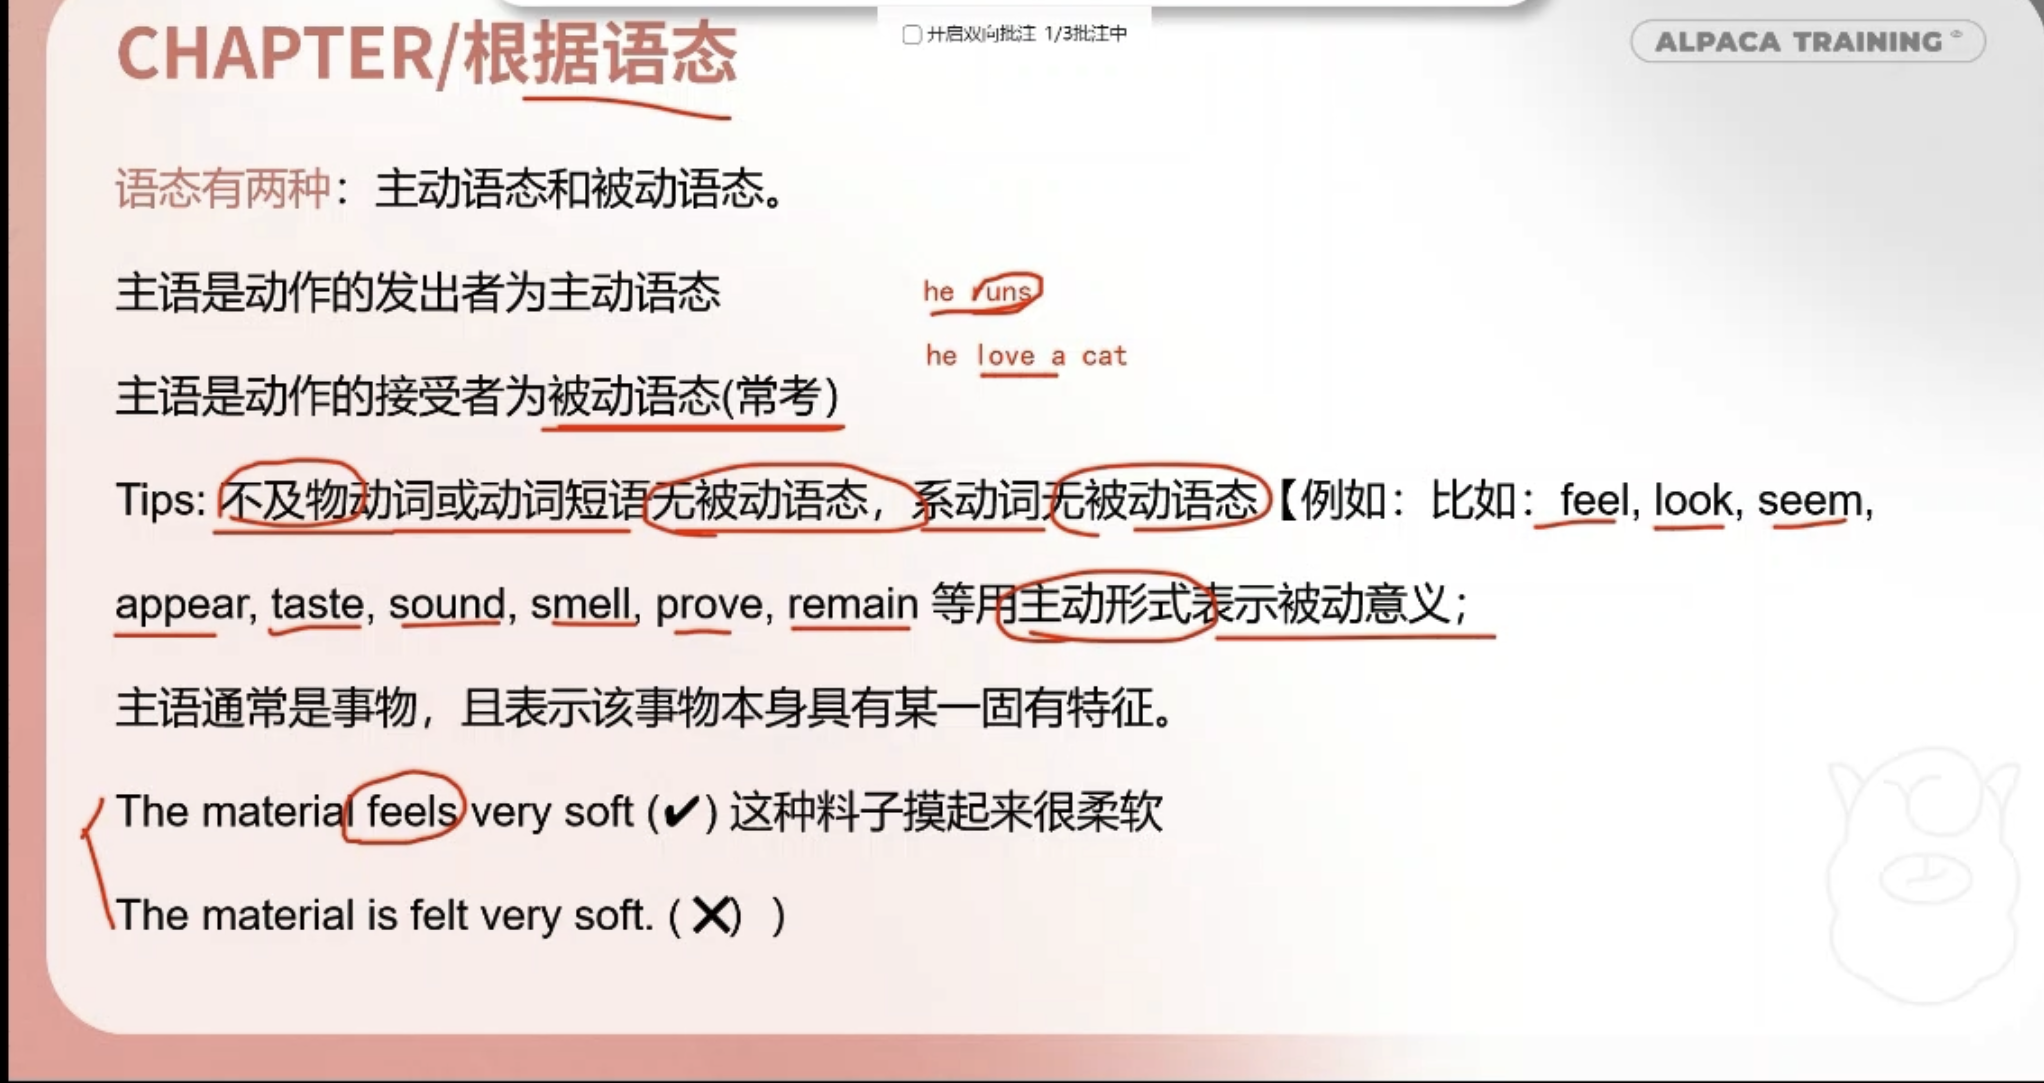 开启双向批注 1/3批注中
CHAPTER/根据语态
ALPACA TRAINING
语态有两种：主动语态和被动语态。
主语是动作的发出者为主动语态
he runs
he love a cat
主语是动作的接受者为被动语态(常考)
Tips: 不及物动词或动词短语无被动语态，系动词无被动语态【例如：比如：feel, look, seem,
appear, taste, sound, smell, prove, remain 等用主动形式表示被动意义；
主语通常是事物，且表示该事物本身具有某一固有特征。
The material feels very soft (✔) 这种料子摸起来很柔软
The material is felt very soft. (✕) )